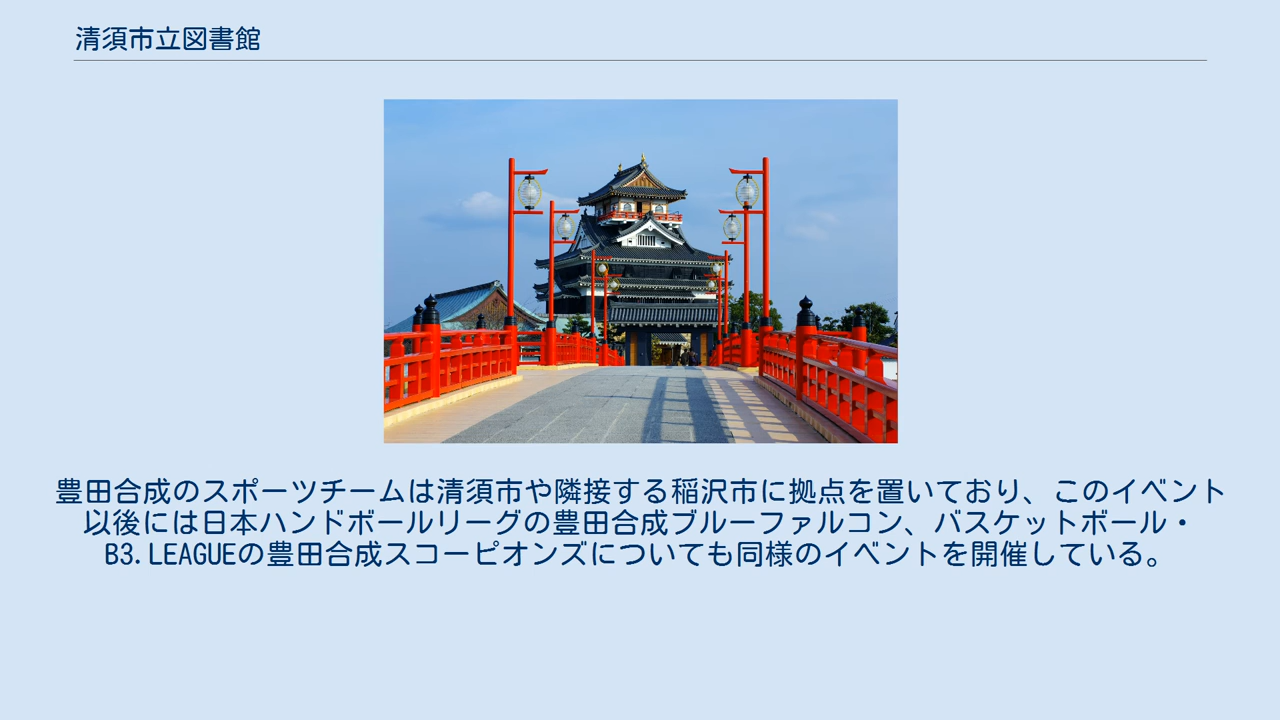 清須市立図書館
豊田合成のスポーツチームは清須市や隣接する稲沢市に拠点を置いており、このイベント
以後には日本ハンドボールリーグの豊田合成ブルーファルコン、バスケットボール・
B3.LEAGUEの豊田合成スコーピオンズについても同様のイベントを開催している。